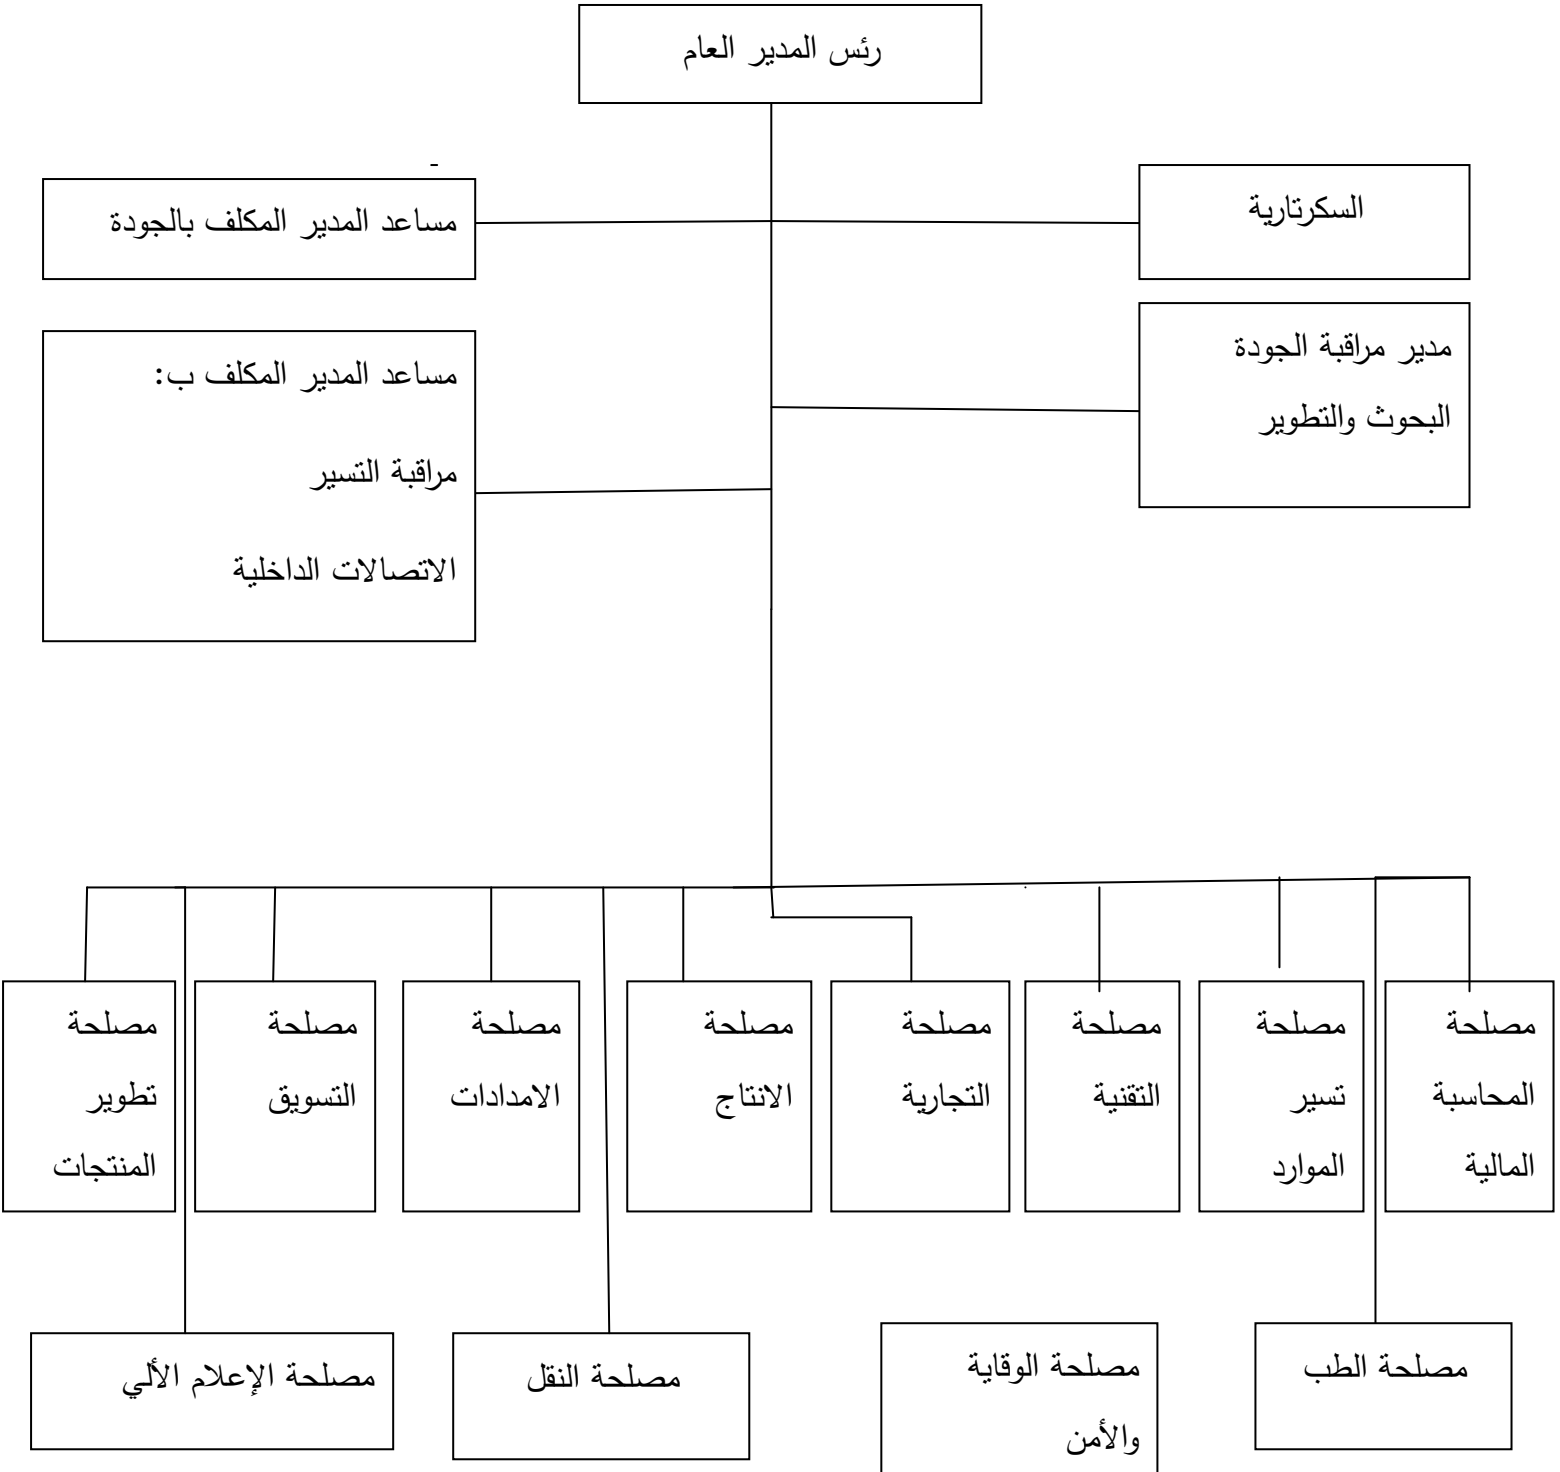 رئس المدير العام
السكرتارية
مساعد المدير المكلف بالجودة
مدير مراقبة الجودة
البحوث والتطوير
مساعد المدير المكلف ب:
مراقبة التسير
الاتصالات الداخلية
مصلحة
المحاسبة
المالية
مصلحة
تسير
الموارد
مصلحة
التقنية
مصلحة
التجارية
مصلحة
الانتاج
مصلحة
الامدادات
مصلحة
التسويق
مصلحة
تطوير
المنتجات
مصلحة الطب
مصلحة الوقاية
والأمن
مصلحة النقل
مصلحة الإعلام الألي